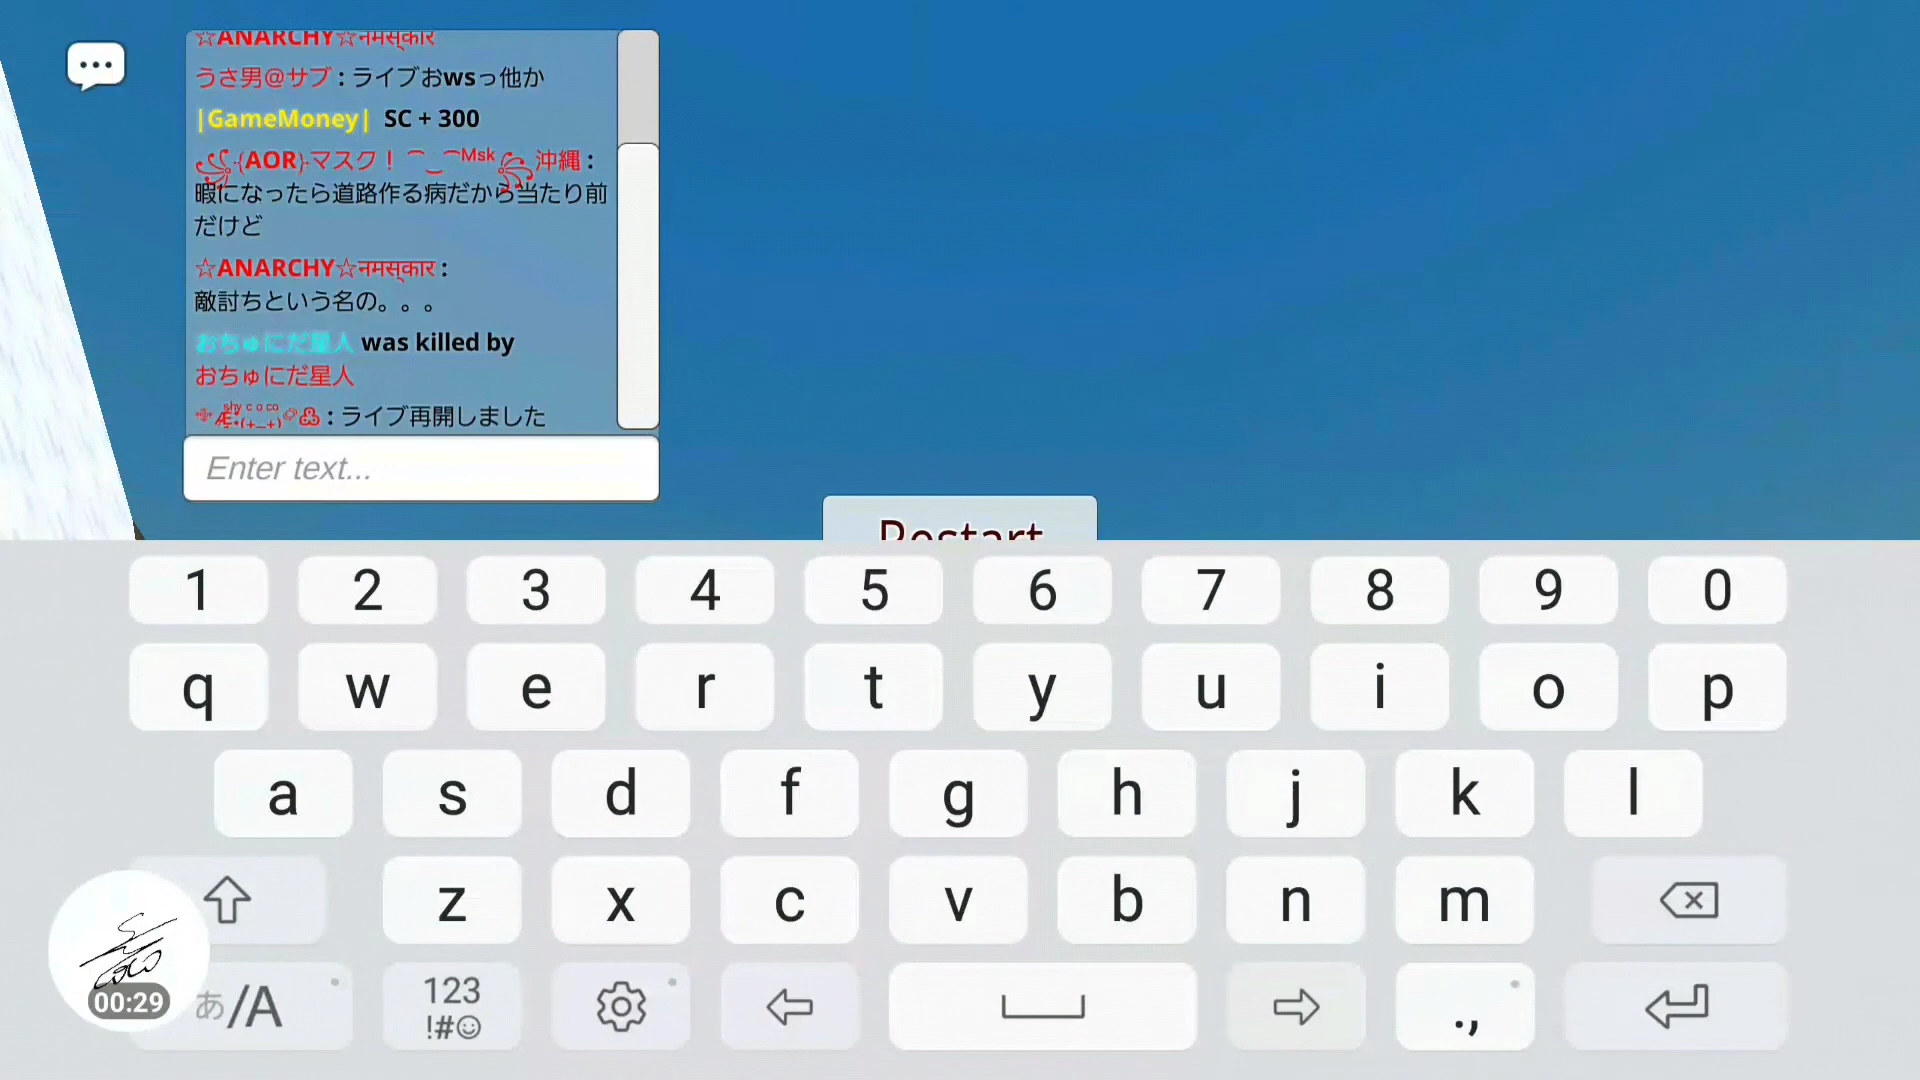 ☆ANARCHY☆नमस्कार
うさ男@サブ : ライブおwsっ他か
|GameMoney| SC + 300
{AOR}マスク! Msk 沖縄 :
暇になったら道路作る病だから当たり前
だけど
☆ANARCHY☆नमस्कार :
敵討ちという名の。。。
おちゅにだ星人 was killed by
おちゅにだ星人
shy coco : ライブ再開しました
Enter text...
Restart
1 2 3 4 5 6 7 8 9 0
q w e r t y u i o p
a s d f g h j k l
z x c v b n m
あ/A 123 .,
!#☺
00:29